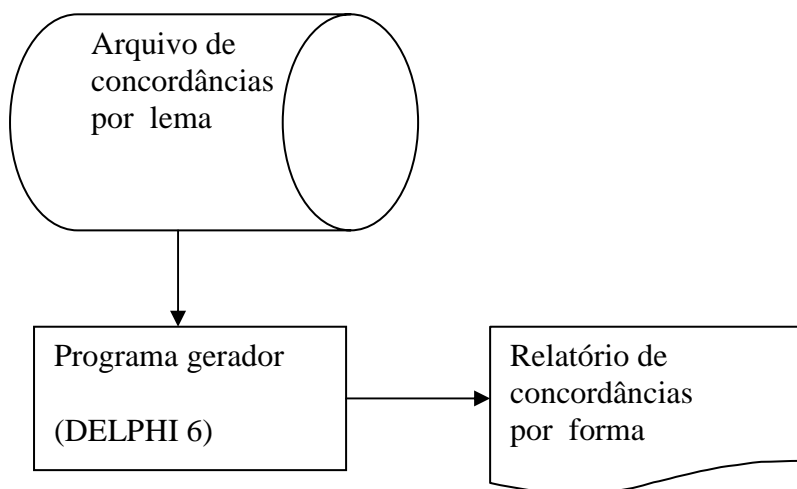 Arquivo de
concordâncias
por lema
Programa gerador
(DELPHI 6)
Relatório de
concordâncias
por forma